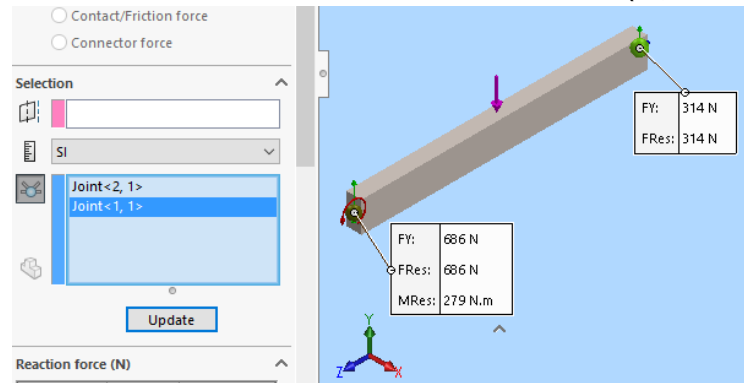 Contact/Friction force
Connector force
Selection
SI
Joint<2, 1>
Joint<1, 1>
Update
Reaction force (N)
FY: 314 N
FRes: 314 N
FY: 686 N
FRes: 686 N
MRes: 279 N.m
Y
Z
X